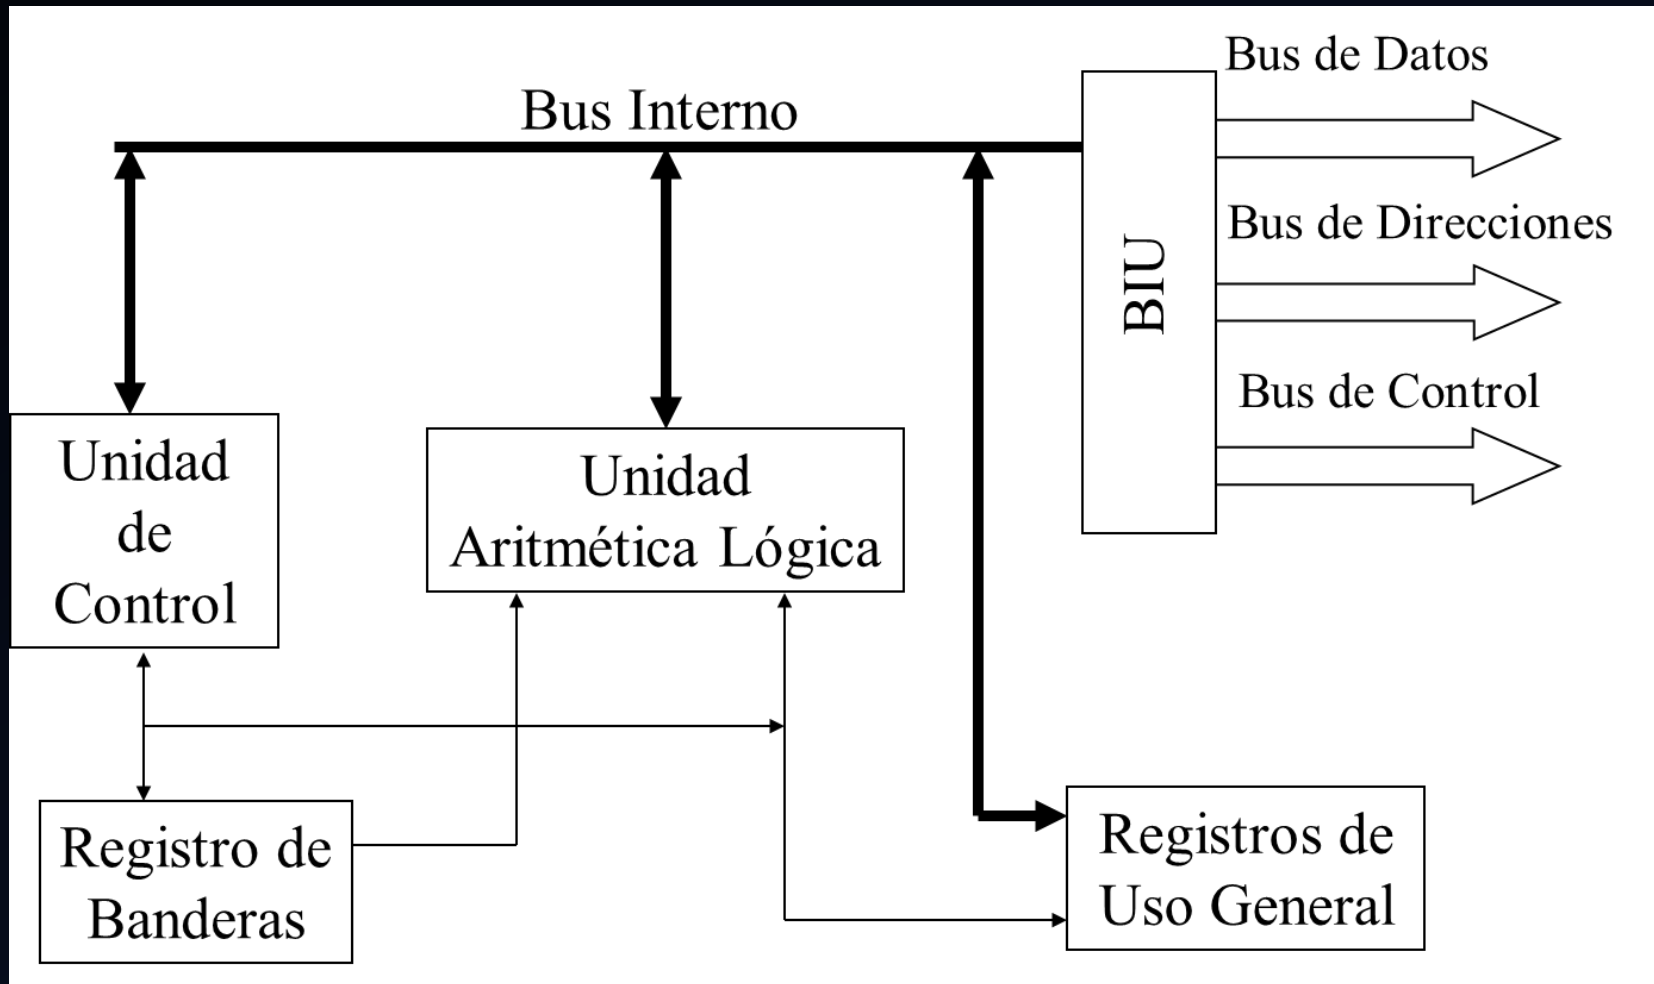 Bus de Datos
Bus Interno
Bus de Direcciones
BIU
Bus de Control
Unidad
de
Control
Unidad
Aritmética Lógica
Registro de
Banderas
Registros de
Uso General